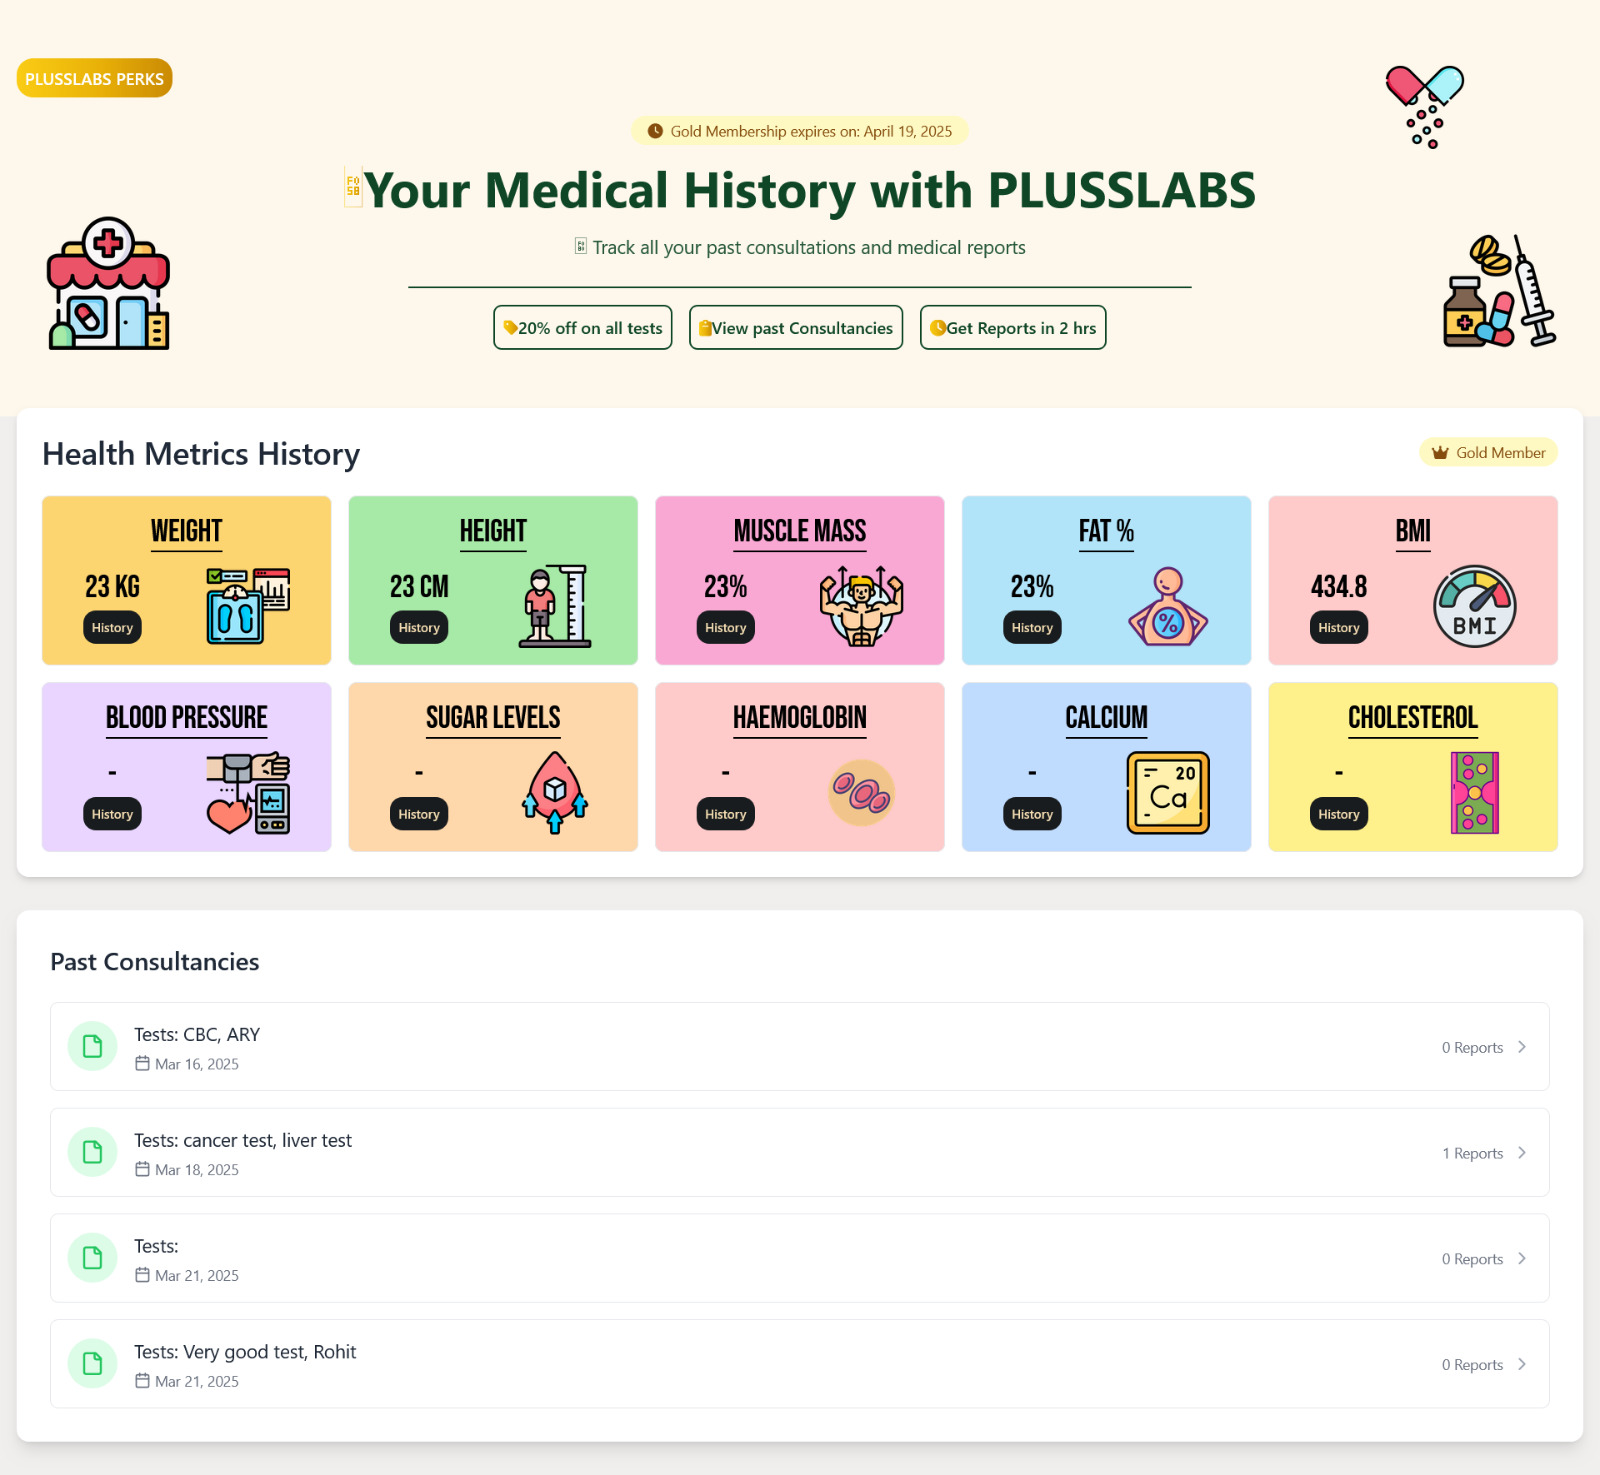 PLUSSLABS PERKS
Gold Membership expires on: April 19, 2025
Your Medical History with PLUSSLABS
Track all your past consultations and medical reports
20% off on all tests
View past Consultancies
Get Reports in 2 hrs
Health Metrics History
Gold Member
WEIGHT
23 KG
History
HEIGHT
23 CM
History
MUSCLE MASS
23%
History
FAT %
23%
History
%
BMI
434.8
History
BMI
BLOOD PRESSURE
-
History
SUGAR LEVELS
-
History
HAEMOGLOBIN
-
History
CALCIUM
-
History
20
Ca
CHOLESTEROL
-
History
Past Consultancies
Tests: CBC, ARY
Mar 16, 2025
0 Reports
Tests: cancer test, liver test
Mar 18, 2025
1 Reports
Tests:
Mar 21, 2025
0 Reports
Tests: Very good test, Rohit
Mar 21, 2025
0 Reports